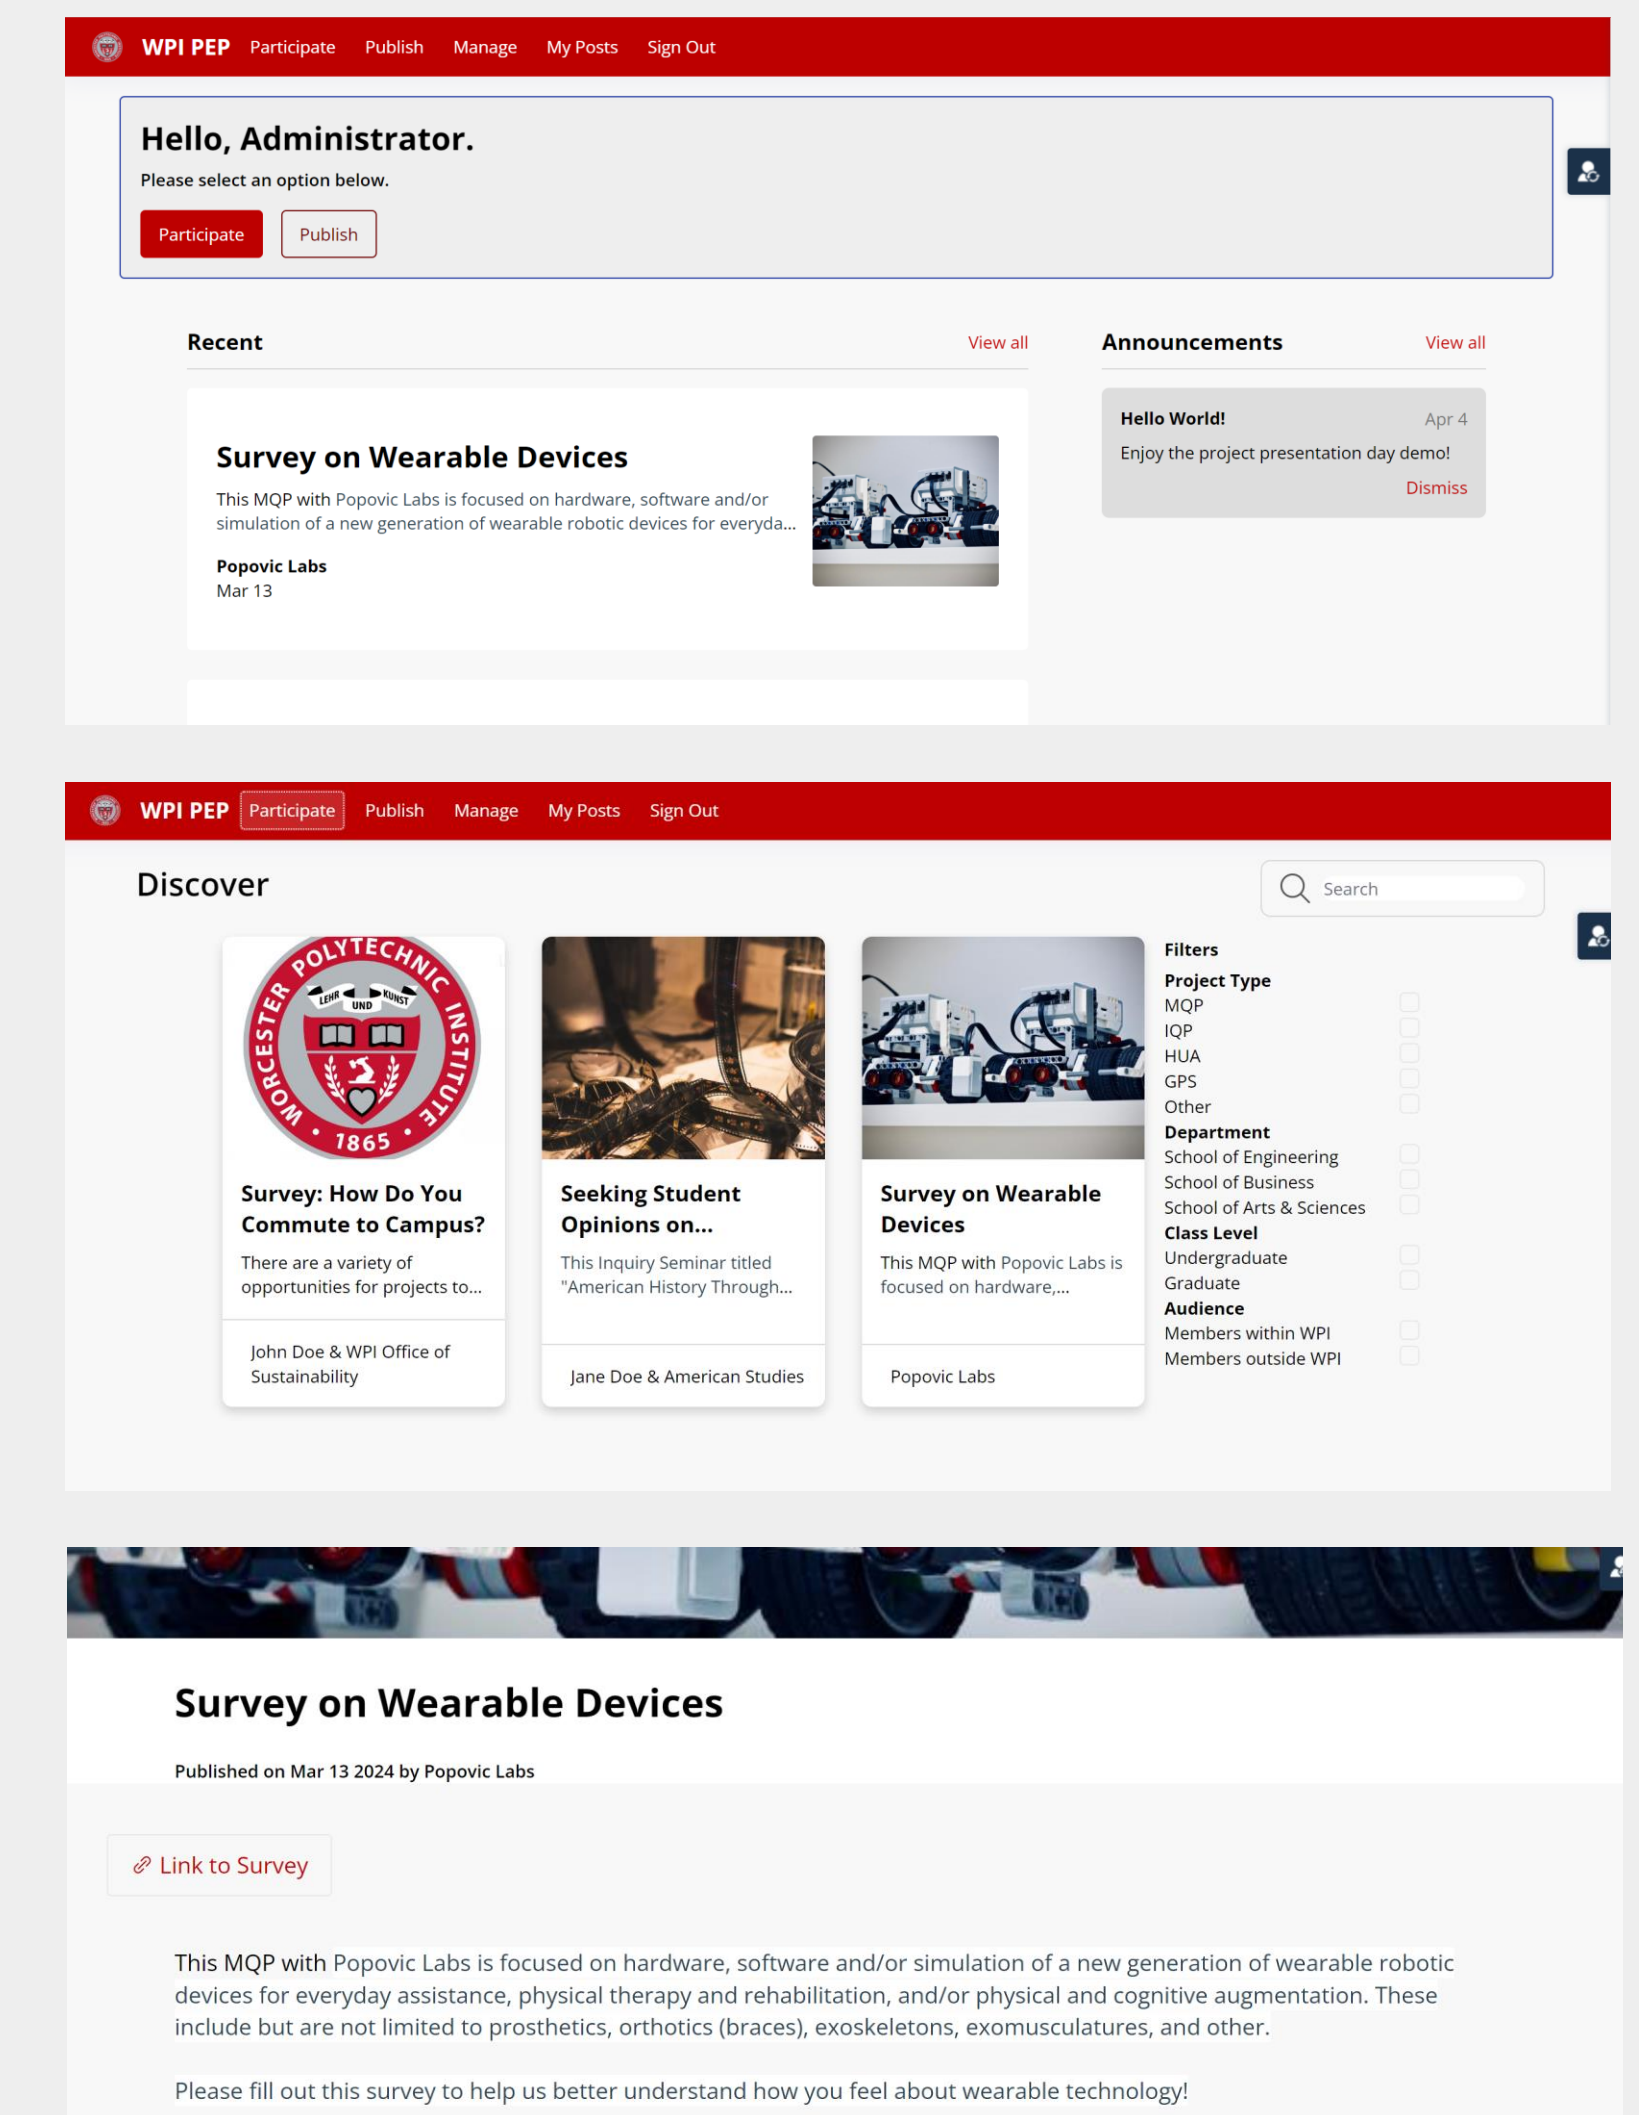 WPI PEP Participate Publish Manage My Posts Sign Out
Hello, Administrator.
Please select an option below.
Participate Publish
Recent View all
Survey on Wearable Devices
This MQP with Popovic Labs is focused on hardware, software and/or
simulation of a new generation of wearable robotic devices for everyda...
Popovic Labs
Mar 13
Announcements View all
Hello World! Apr 4
Enjoy the project presentation day demo!
Dismiss
WPI PEP Participate Publish Manage My Posts Sign Out
Discover
Search
WORCESTER POLYTECHNIC INSTITUTE
LEHR UND KUNST
• 1865 •
Survey: How Do You
Commute to Campus?
There are a variety of
opportunities for projects to...
John Doe & WPI Office of
Sustainability
Seeking Student
Opinions on...
This Inquiry Seminar titled
"American History Through...
Jane Doe & American Studies
Survey on Wearable
Devices
This MQP with Popovic Labs is
focused on hardware,...
Popovic Labs
Filters
Project Type
MQP
IQP
HUA
GPS
Other
Department
School of Engineering
School of Business
School of Arts & Sciences
Class Level
Undergraduate
Graduate
Audience
Members within WPI
Members outside WPI
Survey on Wearable Devices
Published on Mar 13 2024 by Popovic Labs
Link to Survey
This MQP with Popovic Labs is focused on hardware, software and/or simulation of a new generation of wearable robotic
devices for everyday assistance, physical therapy and rehabilitation, and/or physical and cognitive augmentation. These
include but are not limited to prosthetics, orthotics (braces), exoskeletons, exomusculatures, and other.
Please fill out this survey to help us better understand how you feel about wearable technology!